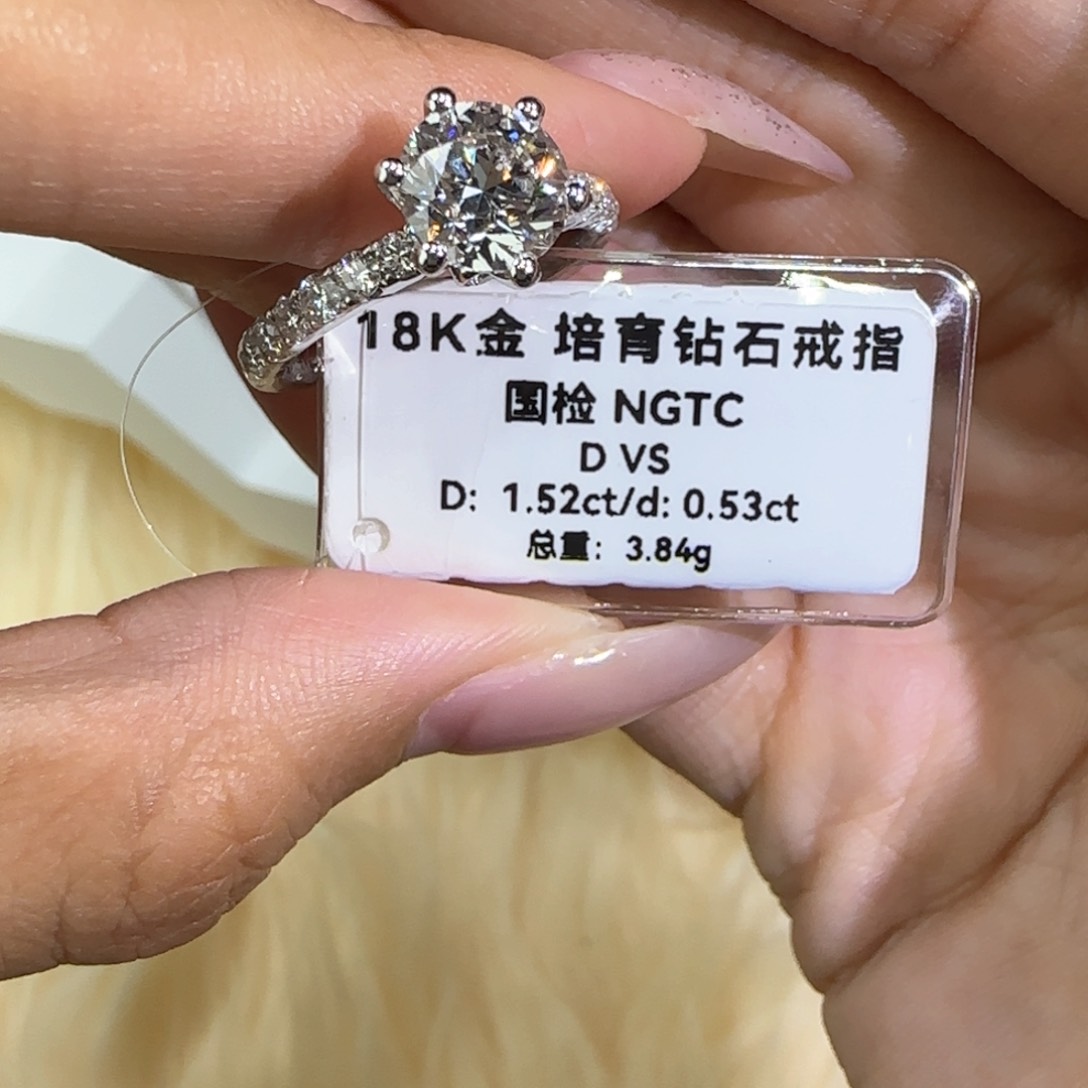 18K金 培育钻石戒指
国检 NGTC
D VS
D: 1.52ct/d: 0.53ct
总重: 3.84g